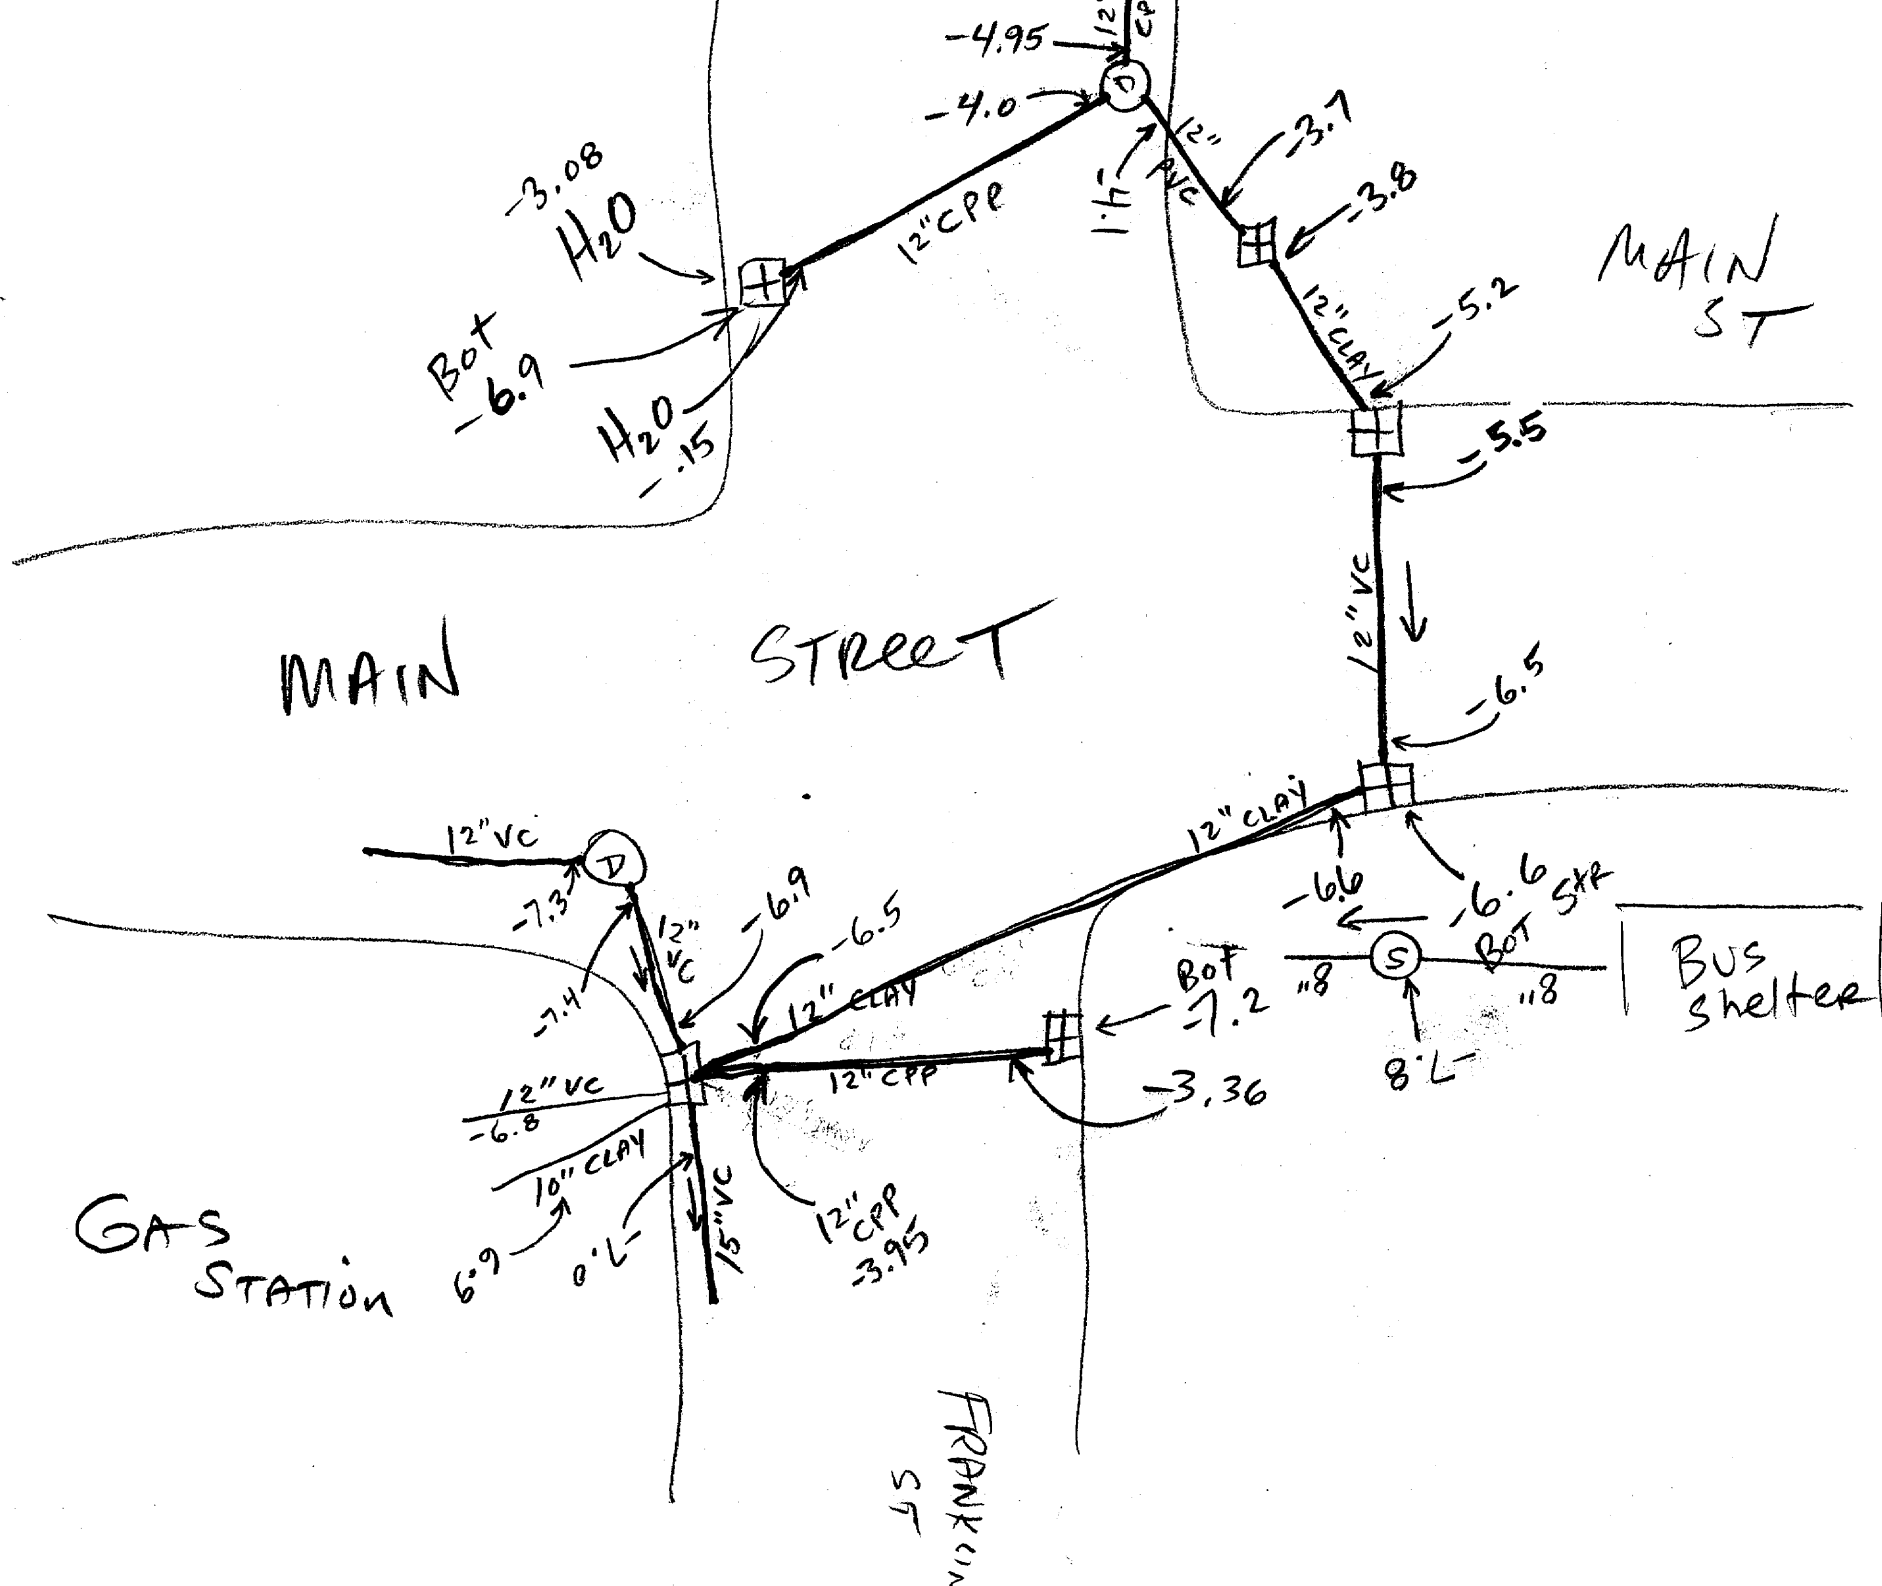 12"
CP
-4.95
D
-4.0
12"
PVC
-3.7
-4.1
-3.8
-3.08
H2O
12" CPP
MAIN
ST
BOT
-6.9
H2O
-.15
12" CLAY
-5.2
-5.5
12" VC
MAIN STREET
-6.5
12" VC
D
-7.3
12" CLAY
-6.6
-6.6
BOT STR
12"
VC
-6.9
-6.5
-7.4
12" CLAY
BOT
-7.2
8"
S
8"
-7.8
BUS
Shelter
12" VC
-6.8
10" CLAY
6.9
-7.0
15" VC
12" CPP
-3.36
12"
CPP
-3.95
GAS
STATION
ST